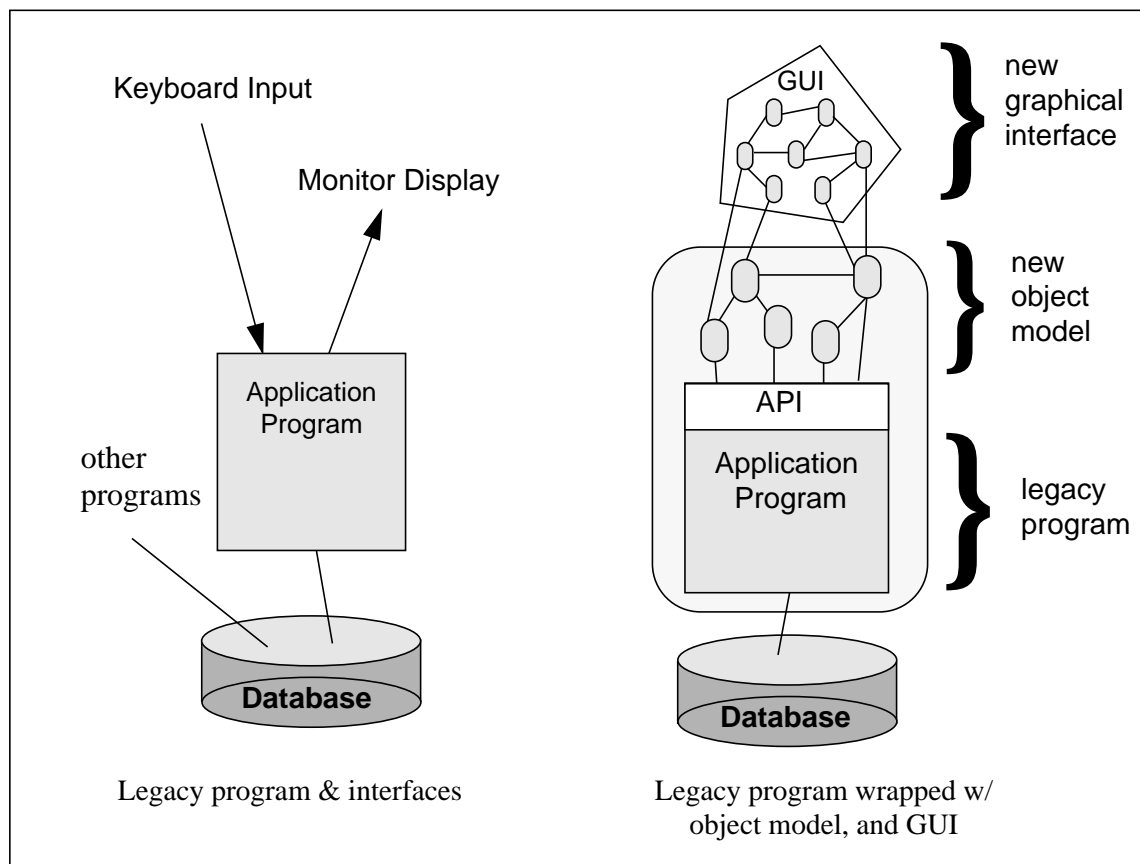 Keyboard Input
Monitor Display
Application
Program
other
programs
Database
Legacy program & interfaces
GUI
new
graphical
interface
new
object
model
API
Application
Program
legacy
program
Database
Legacy program wrapped w/
object model, and GUI